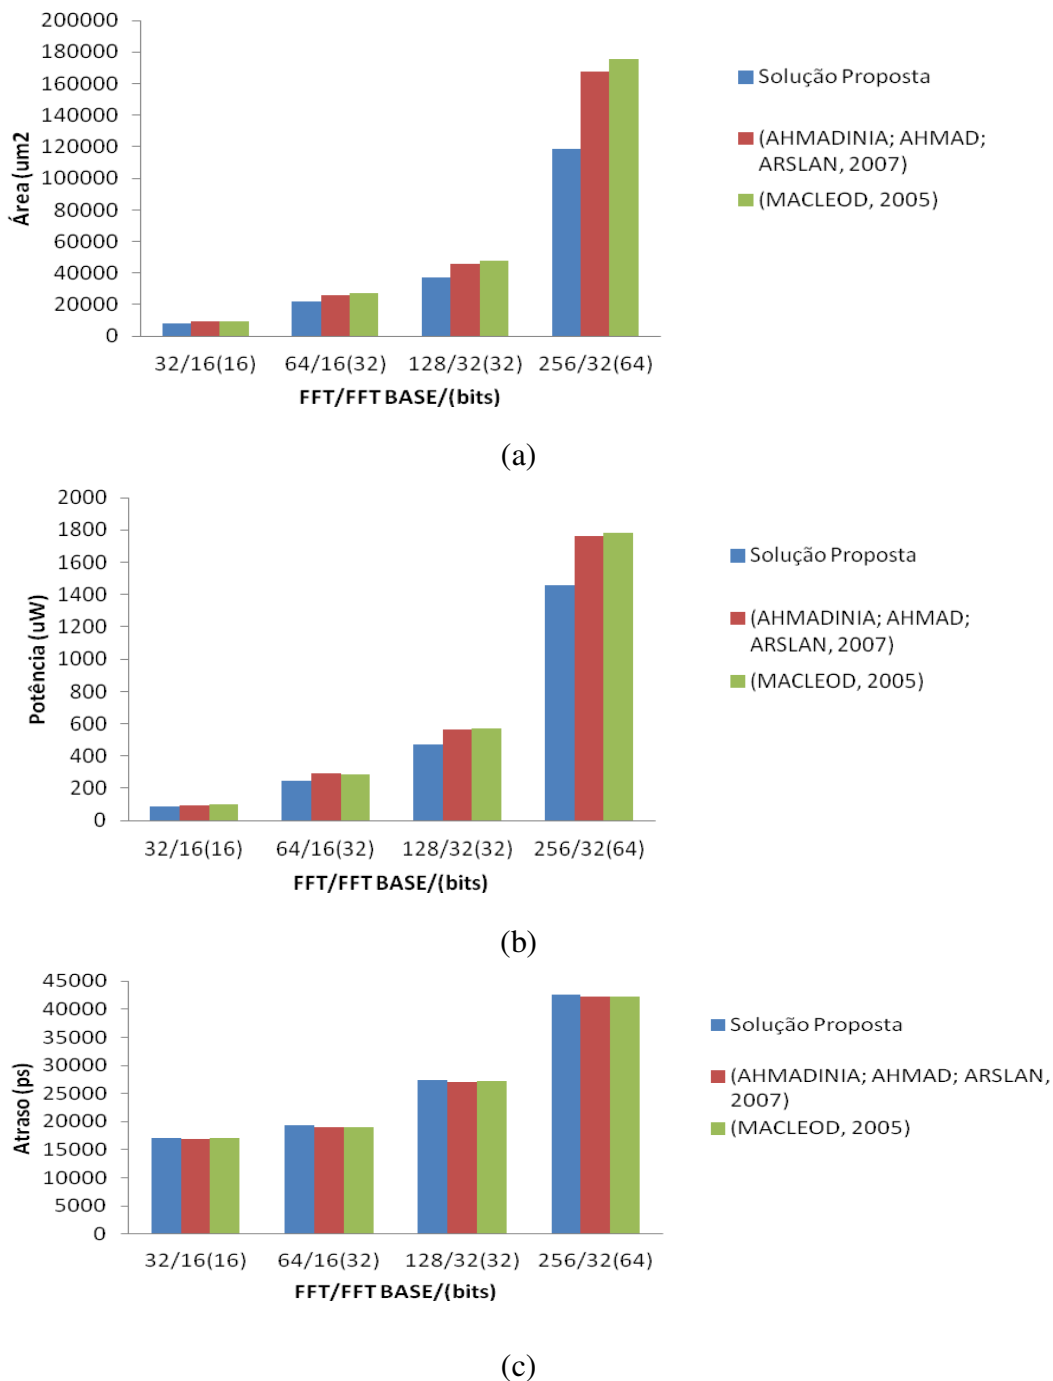 200000
180000
160000
140000
120000
100000
80000
60000
40000
20000
0
Área (um2
32/16(16)
64/16(32)
128/32(32)
256/32(64)
FFT/FFT BASE/(bits)
Solução Proposta
(AHMADINIA; AHMAD;
ARSLAN, 2007)
(MACLEOD, 2005)
(a)
2000
1800
1600
1400
1200
1000
800
600
400
200
0
Potência (uW)
32/16(16)
64/16(32)
128/32(32)
256/32(64)
FFT/FFT BASE/(bits)
Solução Proposta
(AHMADINIA; AHMAD;
ARSLAN, 2007)
(MACLEOD, 2005)
(b)
45000
40000
35000
30000
25000
20000
15000
10000
5000
0
Atraso (ps)
32/16(16)
64/16(32)
128/32(32)
256/32(64)
FFT/FFT BASE/(bits)
Solução Proposta
(AHMADINIA; AHMAD; ARSLAN,
2007)
(MACLEOD, 2005)
(c)